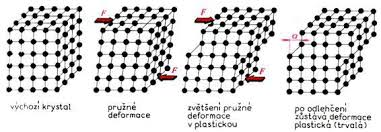 F
F
F
F
a
výchozí krystal
pružné
deformace
zvětšení pružné
deformace
v plastickou
po odlehčení
zůstává deformace
plastická (trvalá)